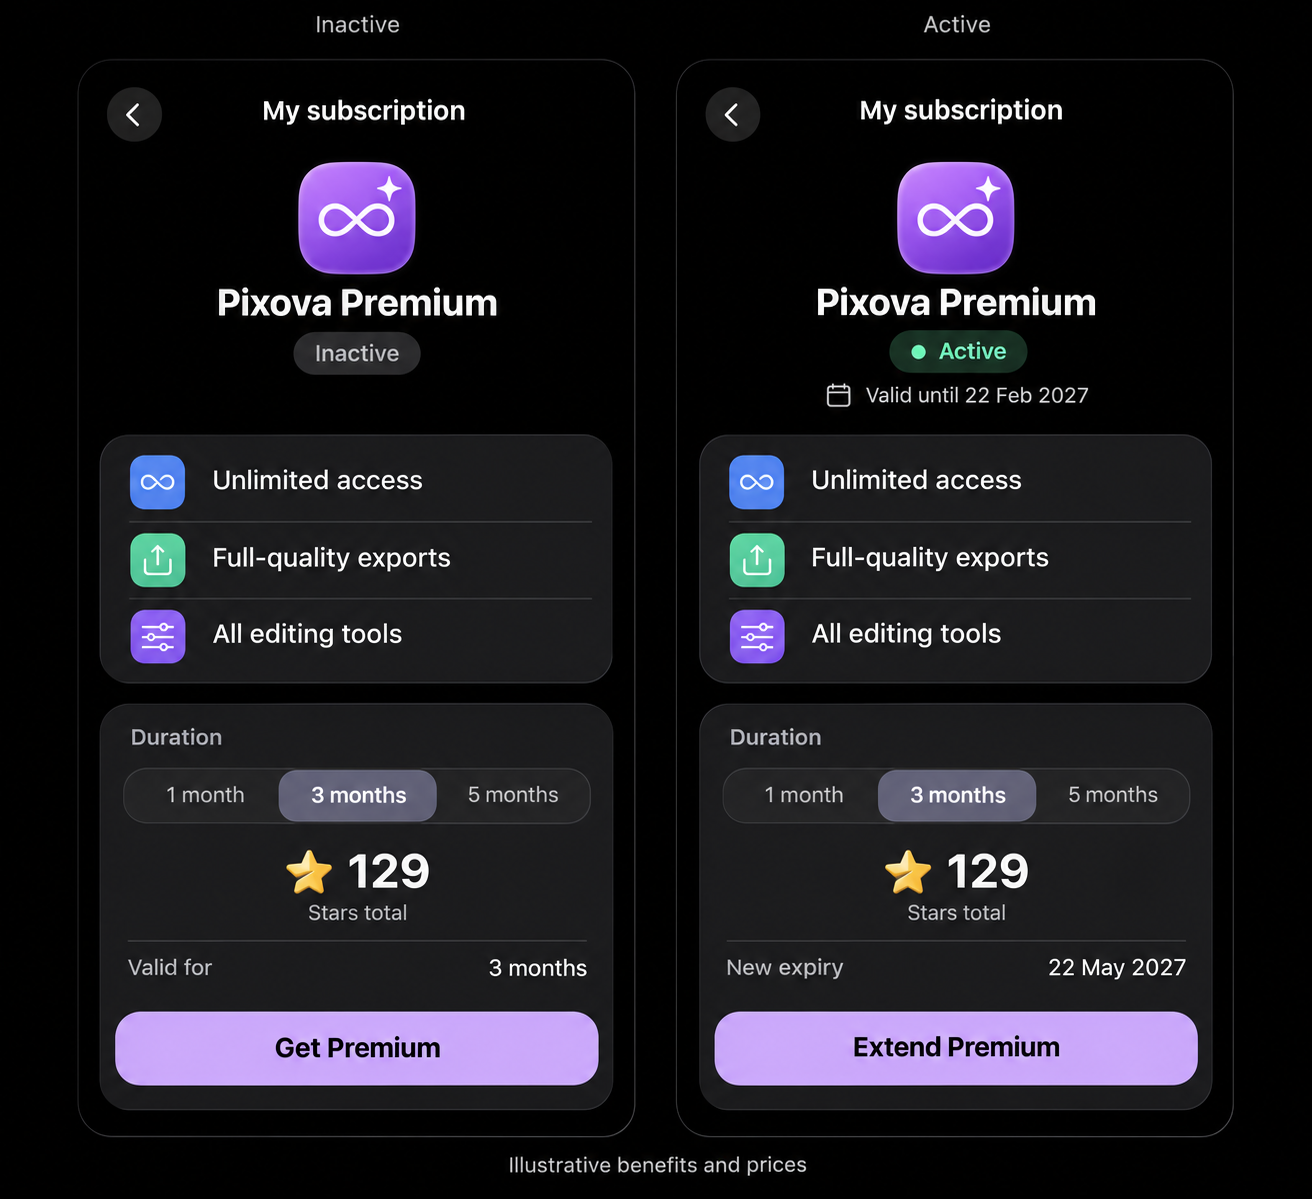 Inactive
My subscription
Pixova Premium
Inactive
Unlimited access
Full-quality exports
All editing tools
Duration
1 month
3 months
5 months
129
Stars total
Valid for
3 months
Get Premium
Active
My subscription
Pixova Premium
Active
Valid until 22 Feb 2027
Unlimited access
Full-quality exports
All editing tools
Duration
1 month
3 months
5 months
129
Stars total
New expiry
22 May 2027
Extend Premium
Illustrative benefits and prices